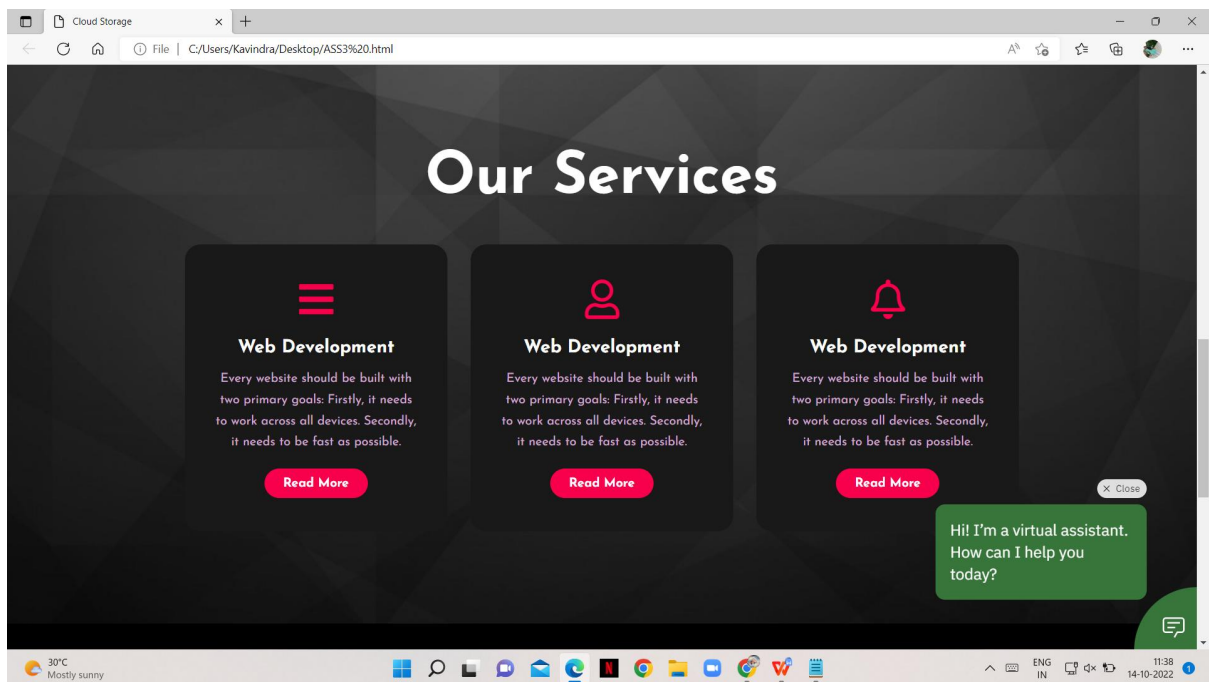 Cloud Storage
File | C:/Users/Kavindra/Desktop/ASS3%20.html
Our Services
Web Development
Every website should be built with
two primary goals: Firstly, it needs
to work across all devices. Secondly,
it needs to be fast as possible.
Read More
Web Development
Every website should be built with
two primary goals: Firstly, it needs
to work across all devices. Secondly,
it needs to be fast as possible.
Read More
Web Development
Every website should be built with
two primary goals: Firstly, it needs
to work across all devices. Secondly,
it needs to be fast as possible.
Read More
× Close
Hi! I'm a virtual assistant.
How can I help you
today?
30°C
Mostly sunny
ENG
IN
11:38
14-10-2022
1